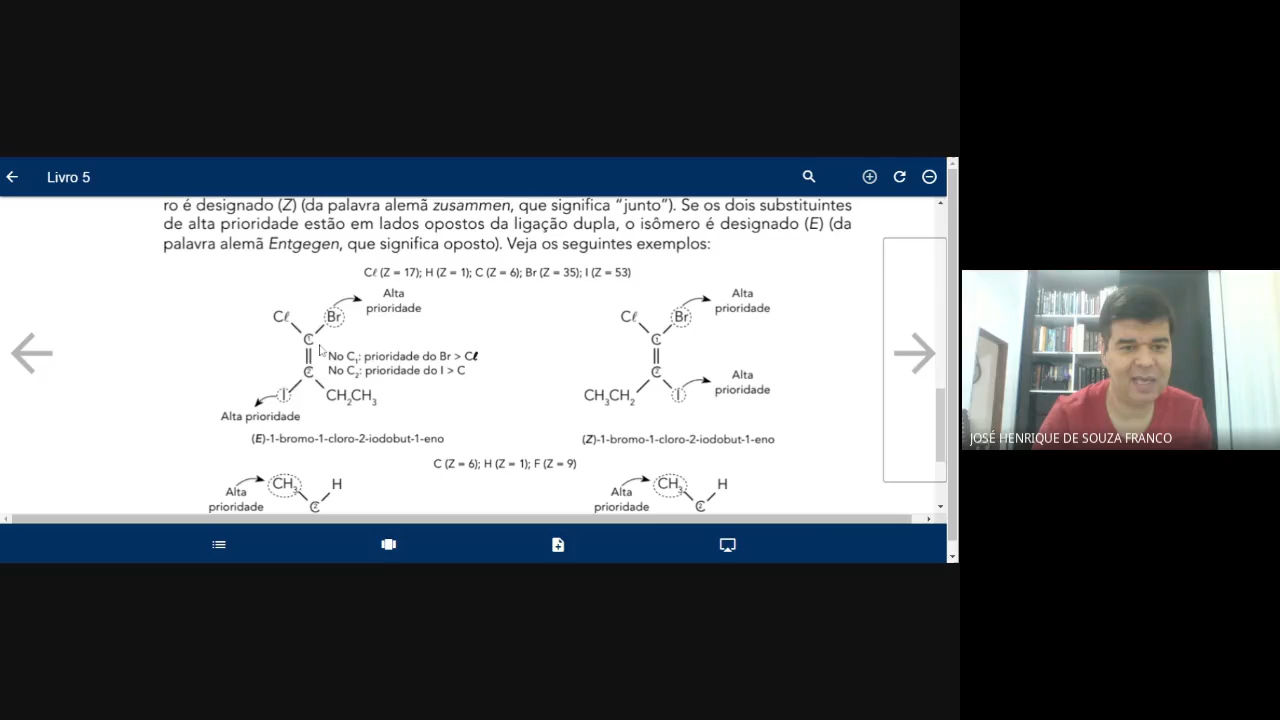 Livro 5
ro é designado (Z) (da palavra alemã zusammen, que significa “junto”). Se os dois substituintes
de alta prioridade estão em lados opostos da ligação dupla, o isômero é designado (E) (da
palavra alemã Entgegen, que significa oposto). Veja os seguintes exemplos:
Cℓ (Z = 17); H (Z = 1); C (Z = 6); Br (Z = 35); I (Z = 53)
Alta
prioridade
Cℓ
Br
C
No C₁: prioridade do Br > Cℓ
C
No C₂: prioridade do I > C
I
CH₂CH₃
Alta prioridade
(E)-1-bromo-1-cloro-2-iodobut-1-eno
Alta
prioridade
Cℓ
Br
C
C
Alta
prioridade
CH₃CH₂
I
(Z)-1-bromo-1-cloro-2-iodobut-1-eno
C (Z = 6); H (Z = 1); F (Z = 9)
CH₃
H
Alta
prioridade
C
CH₃
H
Alta
prioridade
C
JOSÉ HENRIQUE DE SOUZA FRANCO